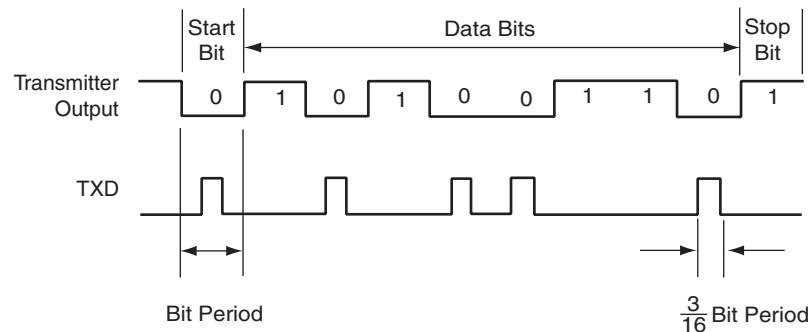 Start
Bit
Data Bits
Stop
Bit
Transmitter
Output
0 1 0 1 0 0 1 1 0 1
TXD
Bit Period
3/16 Bit Period